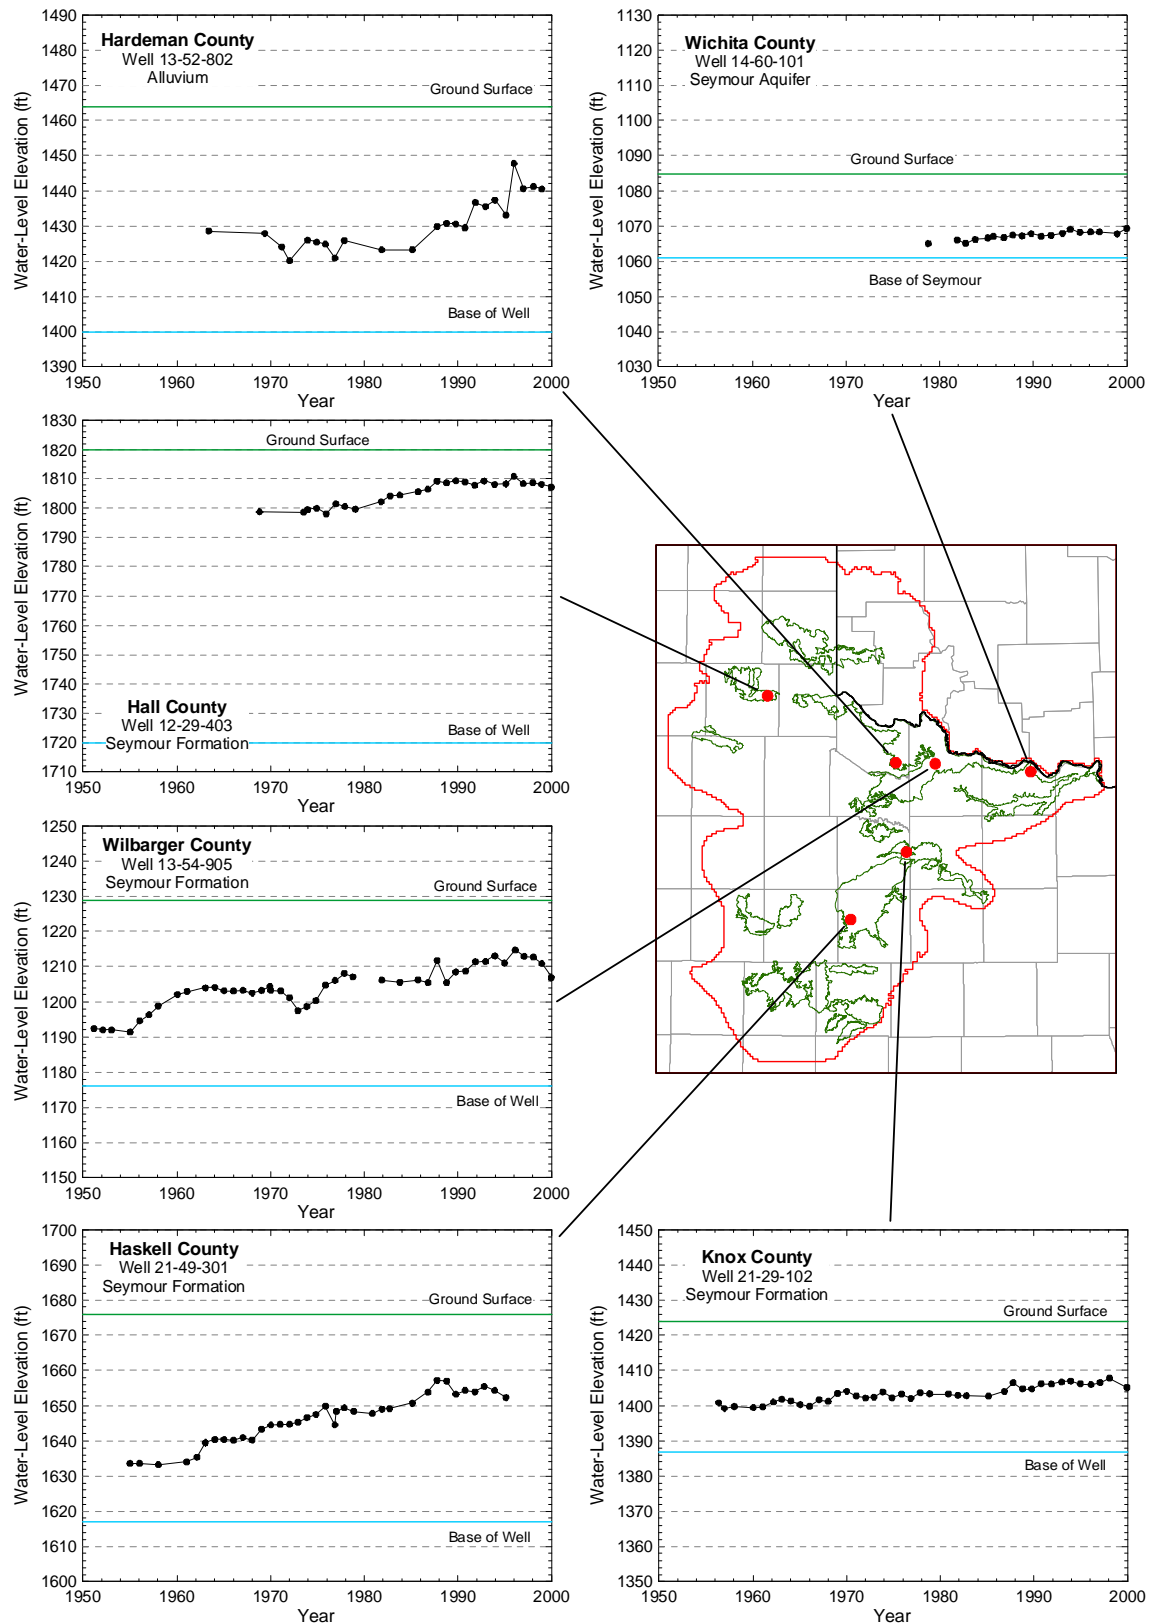 Hardeman County
Well 13-52-802
Alluvium
Ground Surface
Base of Well
Water-Level Elevation (ft)
1490
1480
1470
1460
1450
1440
1430
1420
1410
1400
1390
1950 1960 1970 1980 1990 2000
Year
Wichita County
Well 14-60-101
Seymour Aquifer
Ground Surface
Base of Seymour
Water-Level Elevation (ft)
1130
1120
1110
1100
1090
1080
1070
1060
1050
1040
1030
1950 1960 1970 1980 1990 2000
Year
Ground Surface
Hall County
Well 12-29-403
Seymour Formation
Base of Well
Water-Level Elevation (ft)
1830
1820
1810
1800
1790
1780
1770
1760
1750
1740
1730
1720
1710
1950 1960 1970 1980 1990 2000
Year
Wilbarger County
Well 13-54-905
Seymour Formation
Ground Surface
Base of Well
Water-Level Elevation (ft)
1250
1240
1230
1220
1210
1200
1190
1180
1170
1160
1150
1950 1960 1970 1980 1990 2000
Year
Haskell County
Well 21-49-301
Seymour Formation
Ground Surface
Base of Well
Water-Level Elevation (ft)
1700
1690
1680
1670
1660
1650
1640
1630
1620
1610
1600
1950 1960 1970 1980 1990 2000
Year
Knox County
Well 21-29-102
Seymour Formation
Ground Surface
Base of Well
Water-Level Elevation (ft)
1450
1440
1430
1420
1410
1400
1390
1380
1370
1360
1350
1950 1960 1970 1980 1990 2000
Year